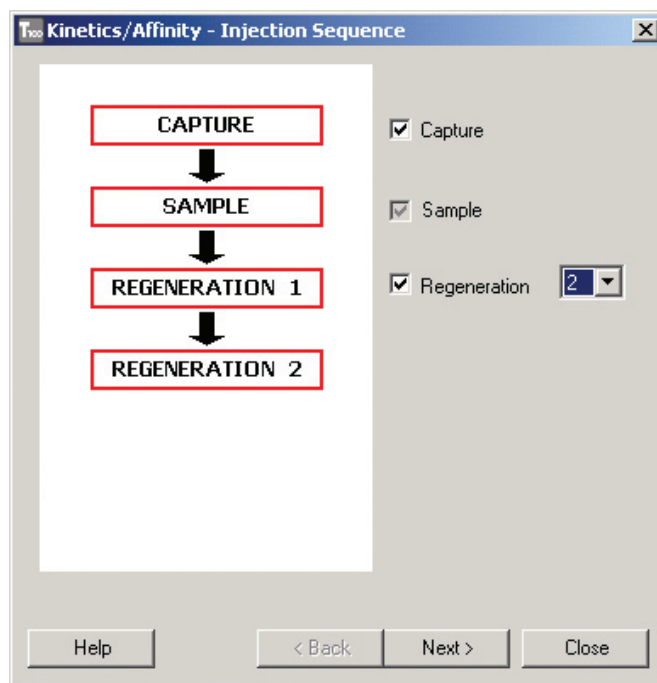 T100 Kinetics/Affinity - Injection Sequence
CAPTURE
Capture
SAMPLE
Sample
REGENERATION 1
Regeneration 2
REGENERATION 2
Help < Back Next > Close